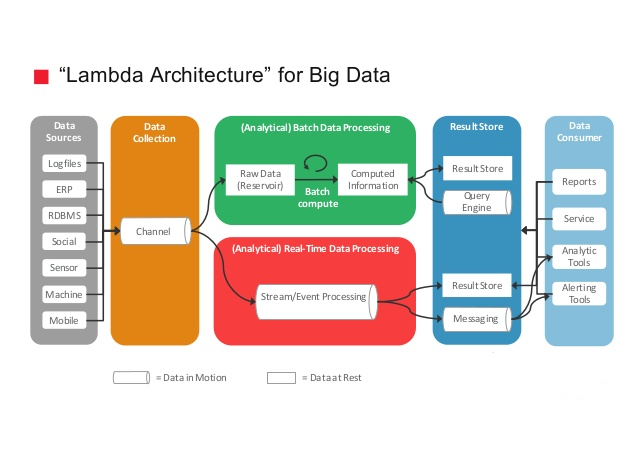 “Lambda Architecture” for Big Data
Data
Sources
Logfiles
ERP
RDBMS
Social
Sensor
Machine
Mobile
Data
Collection
Channel
(Analytical) Batch Data Processing
Raw Data
(Reservoir)
Batch
compute
Computed
Information
(Analytical) Real-Time Data Processing
Stream/Event Processing
Result Store
Result Store
Query
Engine
Result Store
Messaging
Data
Consumer
Reports
Service
Analytic
Tools
Alerting
Tools
= Data in Motion
= Data at Rest